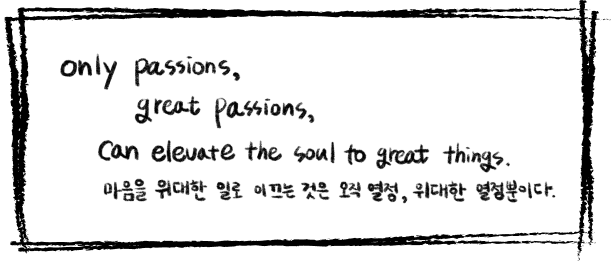 only passions,
great passions,
Can elevate the soul to great things.
마음을 위대한 일로 이끄는 것은 오직 열정, 위대한 열정뿐이다.